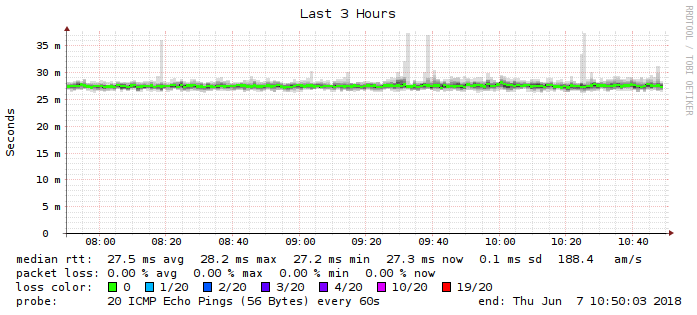 Last 3 Hours
RRDTOOL / TOBI OETIKER
Seconds
35 m
30 m
25 m
20 m
15 m
10 m
5 m
0
08:00 08:20 08:40 09:00 09:20 09:40 10:00 10:20 10:40
median rtt: 27.5 ms avg 28.2 ms max 27.2 ms min 27.3 ms now 0.1 ms sd 188.4 am/s
packet loss: 0.00 % avg 0.00 % max 0.00 % min 0.00 % now
loss color: 0 1/20 2/20 3/20 4/20 10/20 19/20
probe: 20 ICMP Echo Pings (56 Bytes) every 60s end: Thu Jun 7 10:50:03 2018